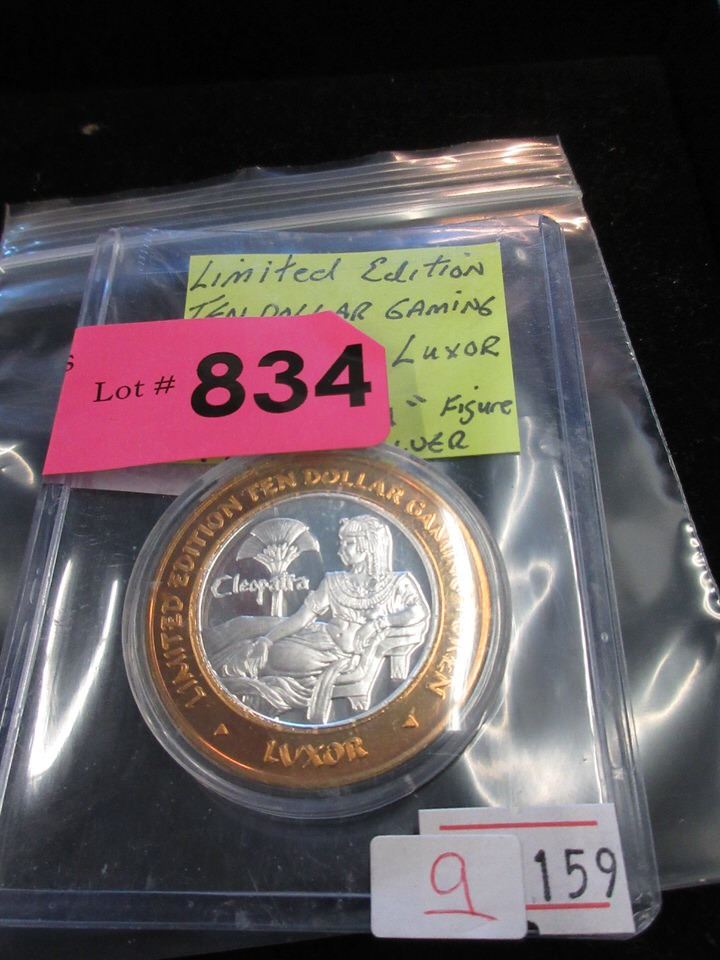 Limited Edition
TEN DOLLAR GAMING
LUXOR
Lot # 834
" Figure
LIMITED EDITION TEN DOLLAR GAMING TOKEN
Cleopatra
LUXOR
9
159